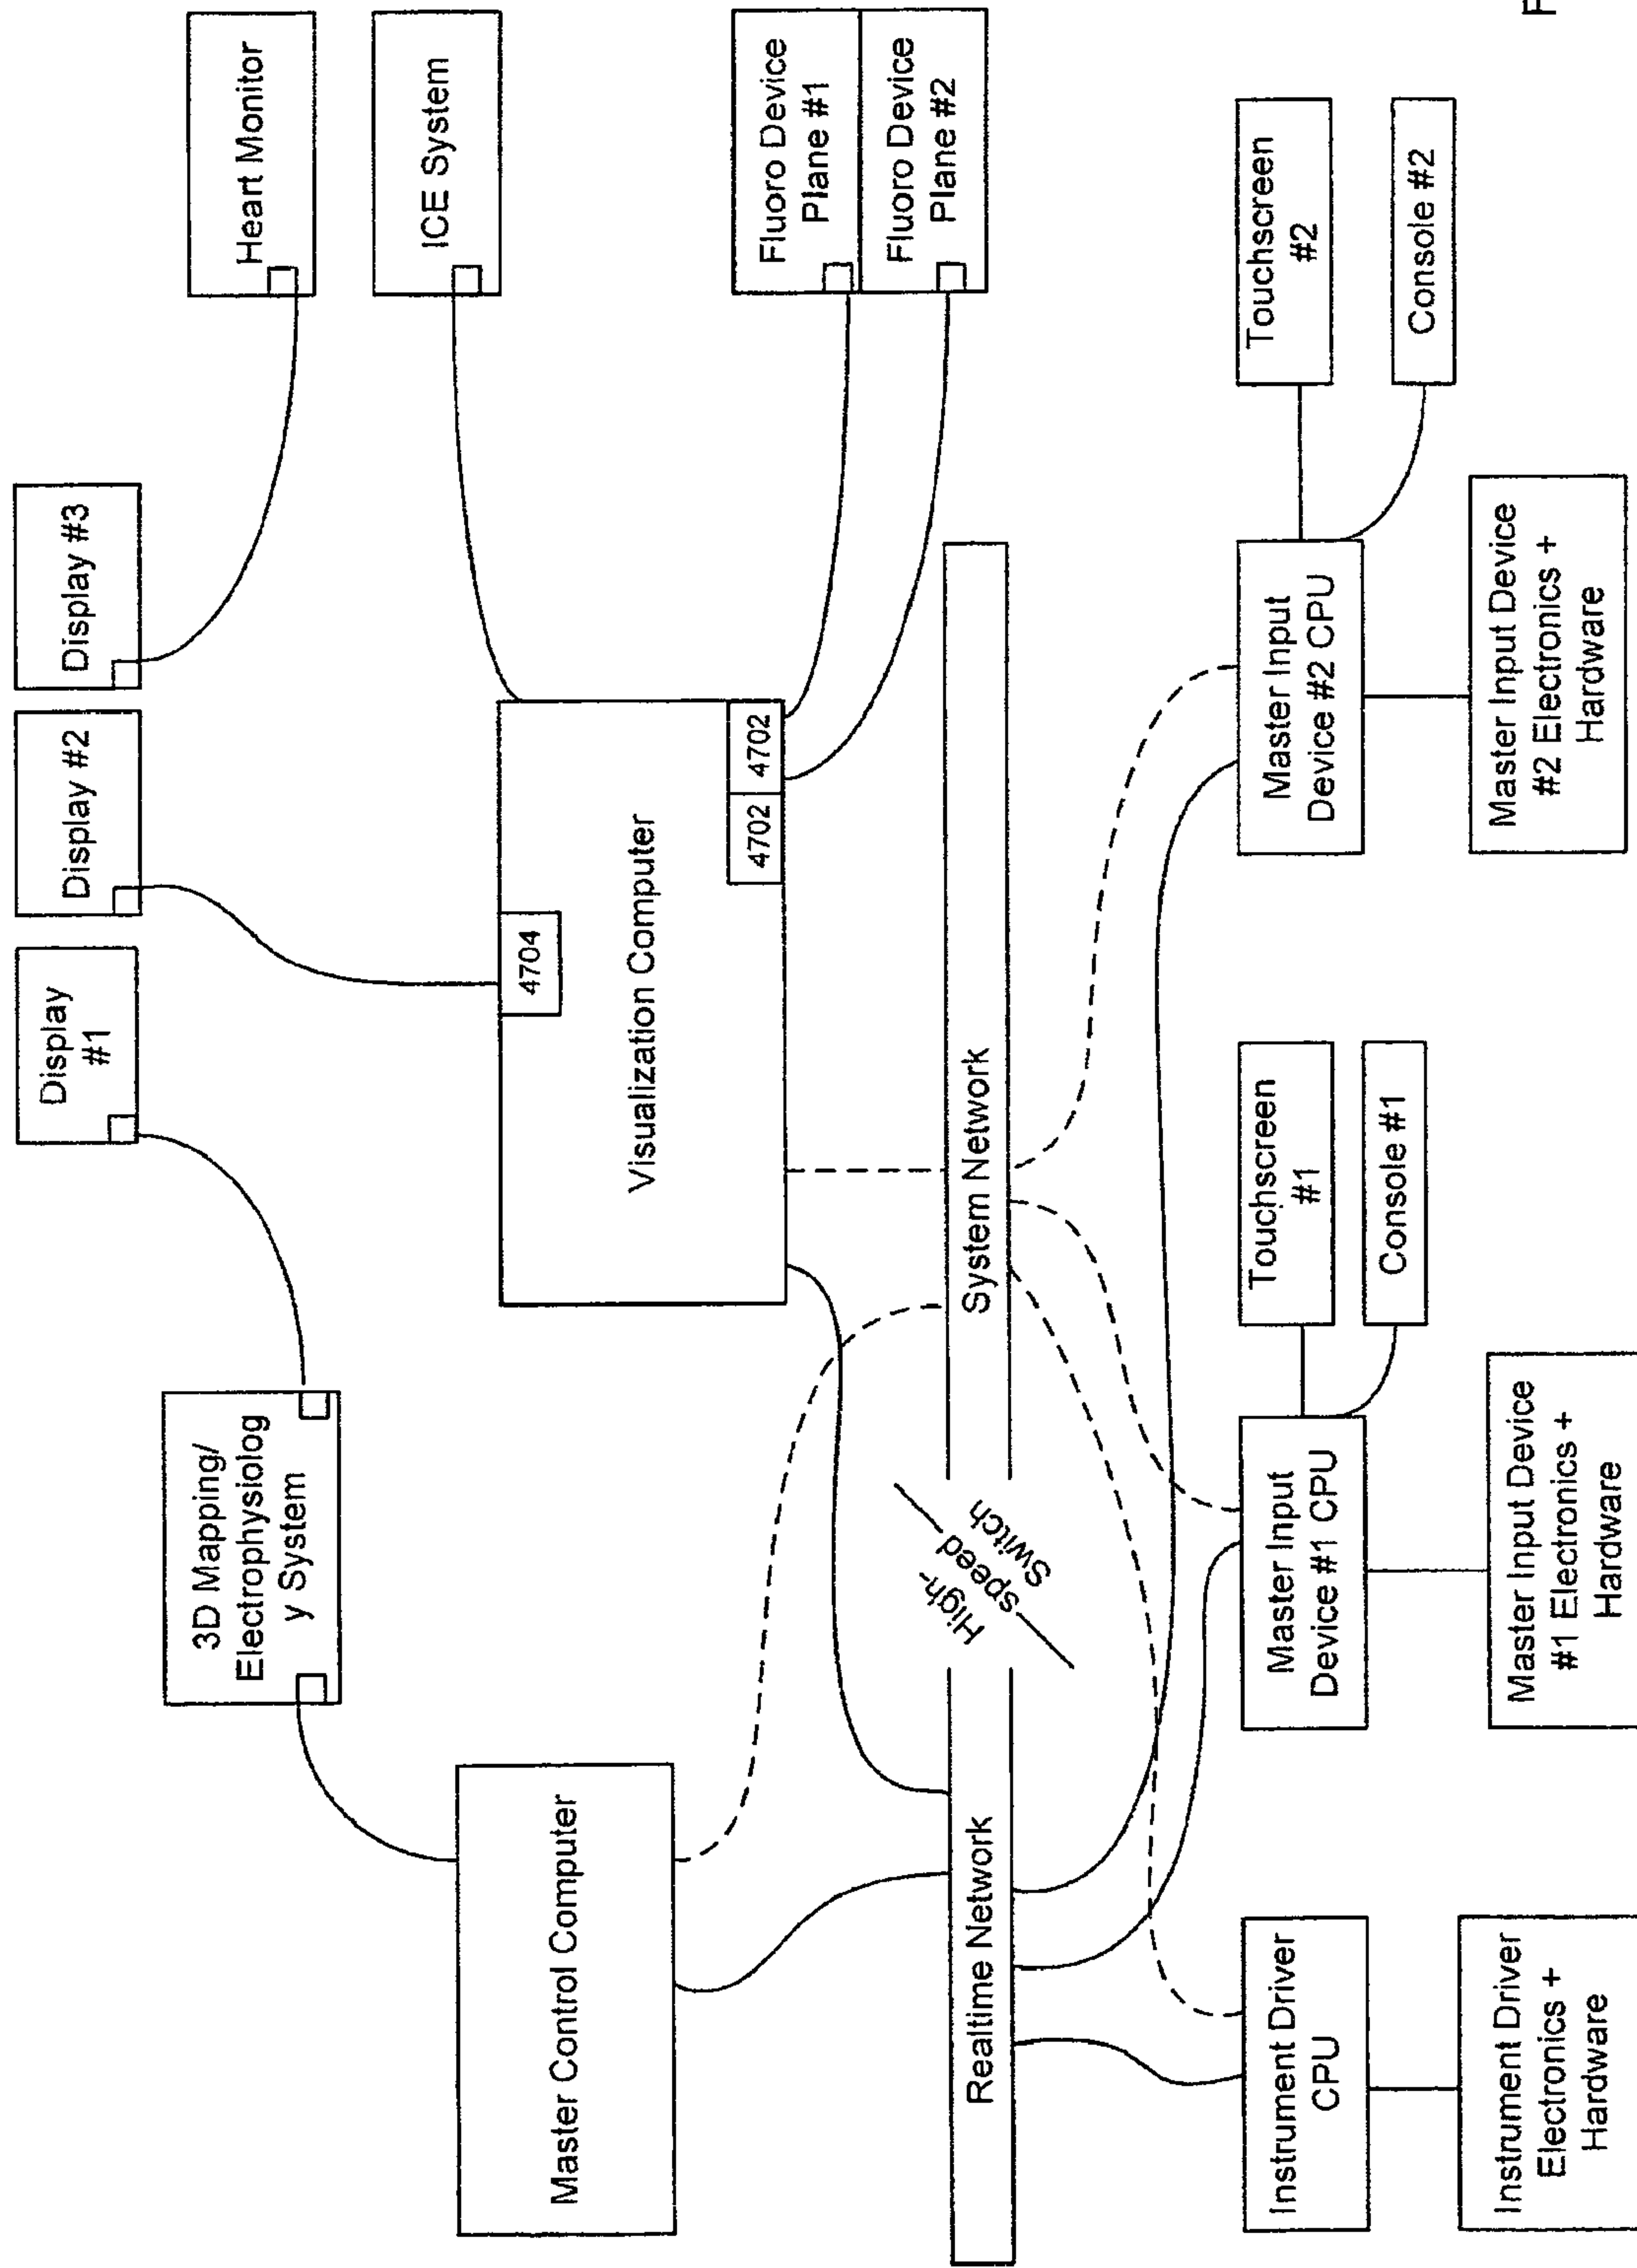 Display
#1
Display #2
Display #3
Heart Monitor
ICE System
Fluoro Device
Plane #1
Fluoro Device
Plane #2
3D Mapping/
Electrophysiolog
y System
Master Control Computer
4704
Visualization Computer
4702
4702
Realtime Network
High-
speed
Switch
System Network
Instrument Driver
CPU
Instrument Driver
Electronics +
Hardware
Master Input
Device #1 CPU
Touchscreen
#1
Console #1
Master Input Device
#1 Electronics +
Hardware
Master Input
Device #2 CPU
Touchscreen
#2
Console #2
Master Input Device
#2 Electronics +
Hardware